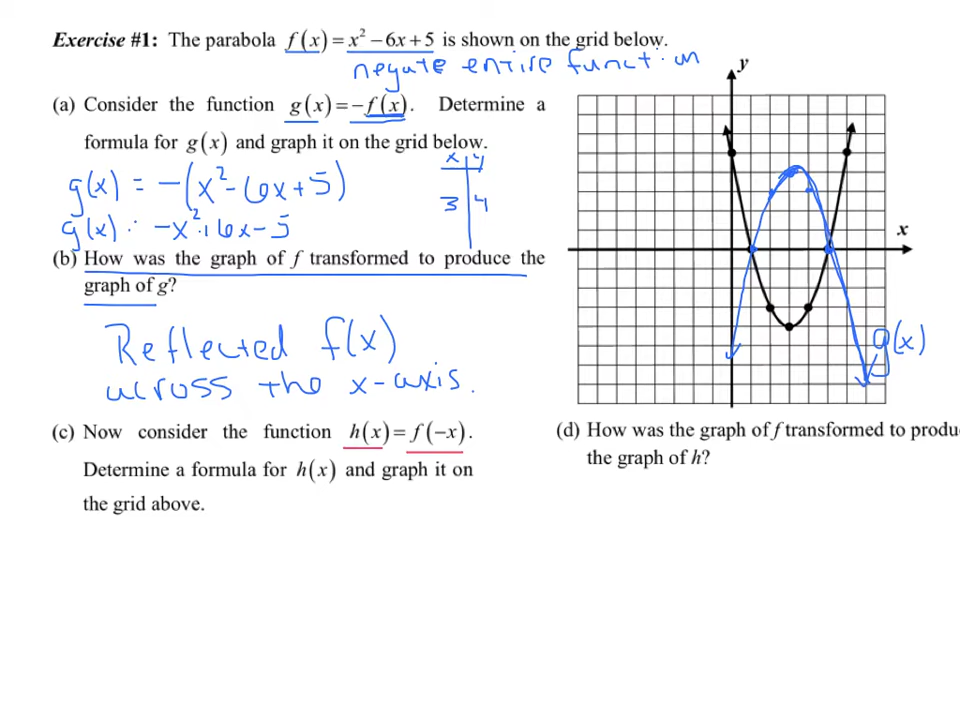 Exercise #1: The parabola f(x)=x²−6x+5 is shown on the grid below.
negate entire function
y
(a) Consider the function g(x)=−f(x). Determine a
formula for g(x) and graph it on the grid below.
x y
g(x) = −(x²−6x+5)
3 4
g(x) = −x²+6x−5
x
(b) How was the graph of f transformed to produce the
graph of g?
Reflected f(x)
g(x)
across the x-axis.
(c) Now consider the function h(x)=f(−x).
Determine a formula for h(x) and graph it on
the grid above.
(d) How was the graph of f transformed to produ
the graph of h?